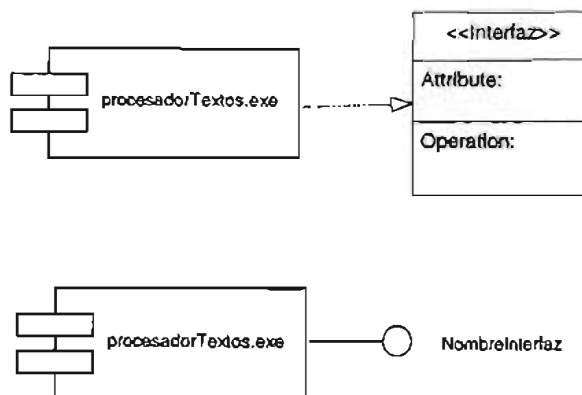 <<Interfaz>>
procesadorTextos.exe
Attribute:
Operation:
procesadorTextos.exe
NombreInterfaz